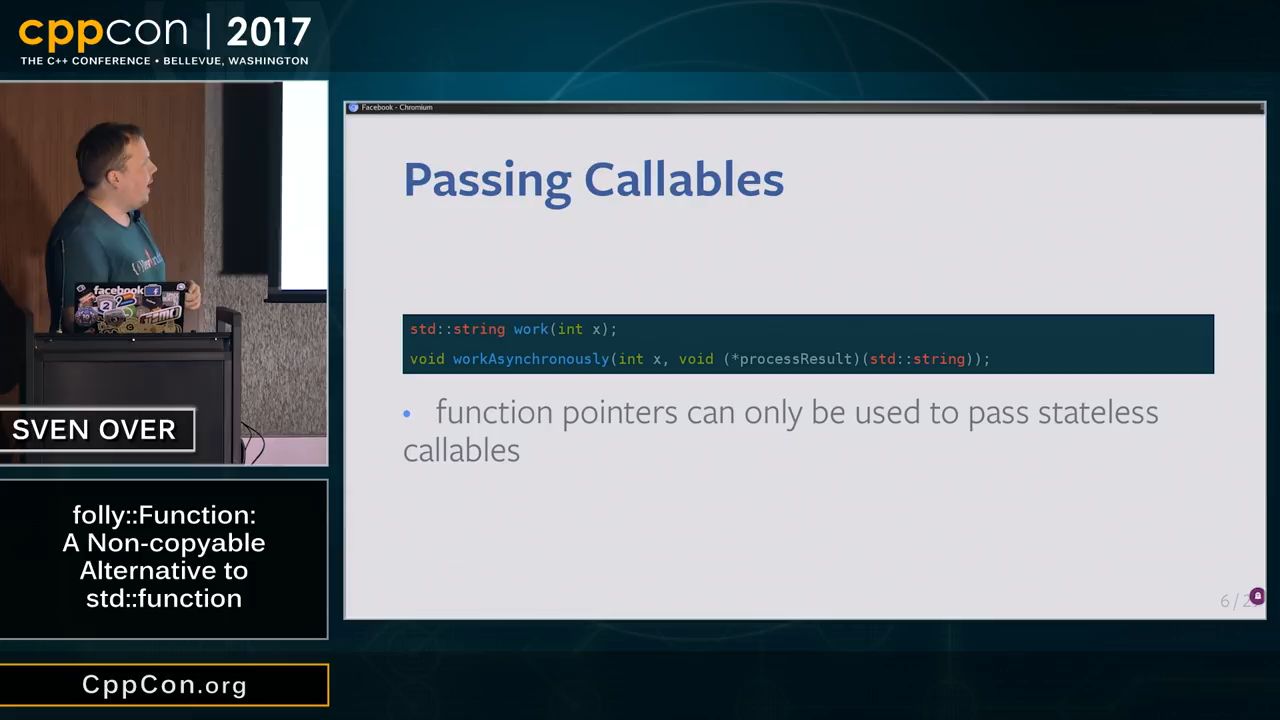 cppcon | 2017
THE C++ CONFERENCE • BELLEVUE, WASHINGTON
facebook
SVEN OVER
folly::Function:
A Non-copyable
Alternative to
std::function
CppCon.org
Facebook - Chromium
Passing Callables
std::string work(int x);
void workAsynchronously(int x, void (*processResult)(std::string));
• function pointers can only be used to pass stateless
callables
6 / 2